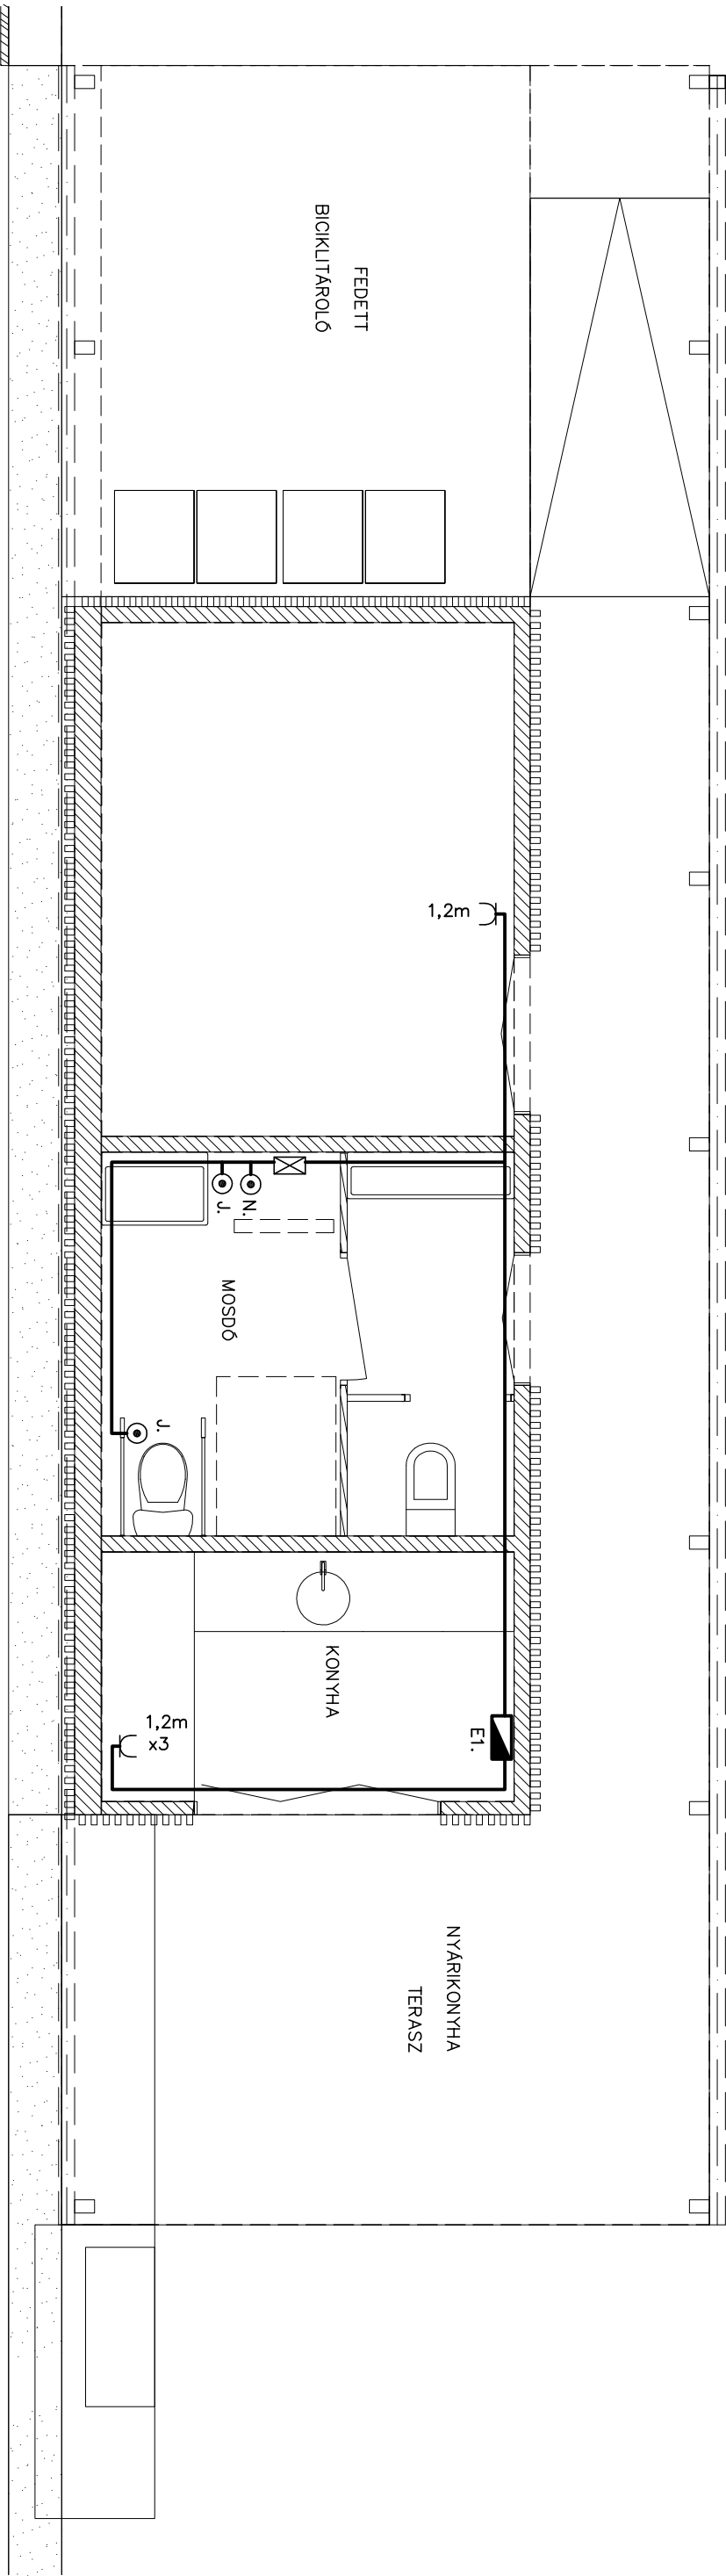 FEDETT
BICIKLITÁROLÓ
1,2m
N.
J.
MOSDÓ
J.
KONYHA
1,2m
x3
E1.
NYÁRIKONYHA
TERASZ